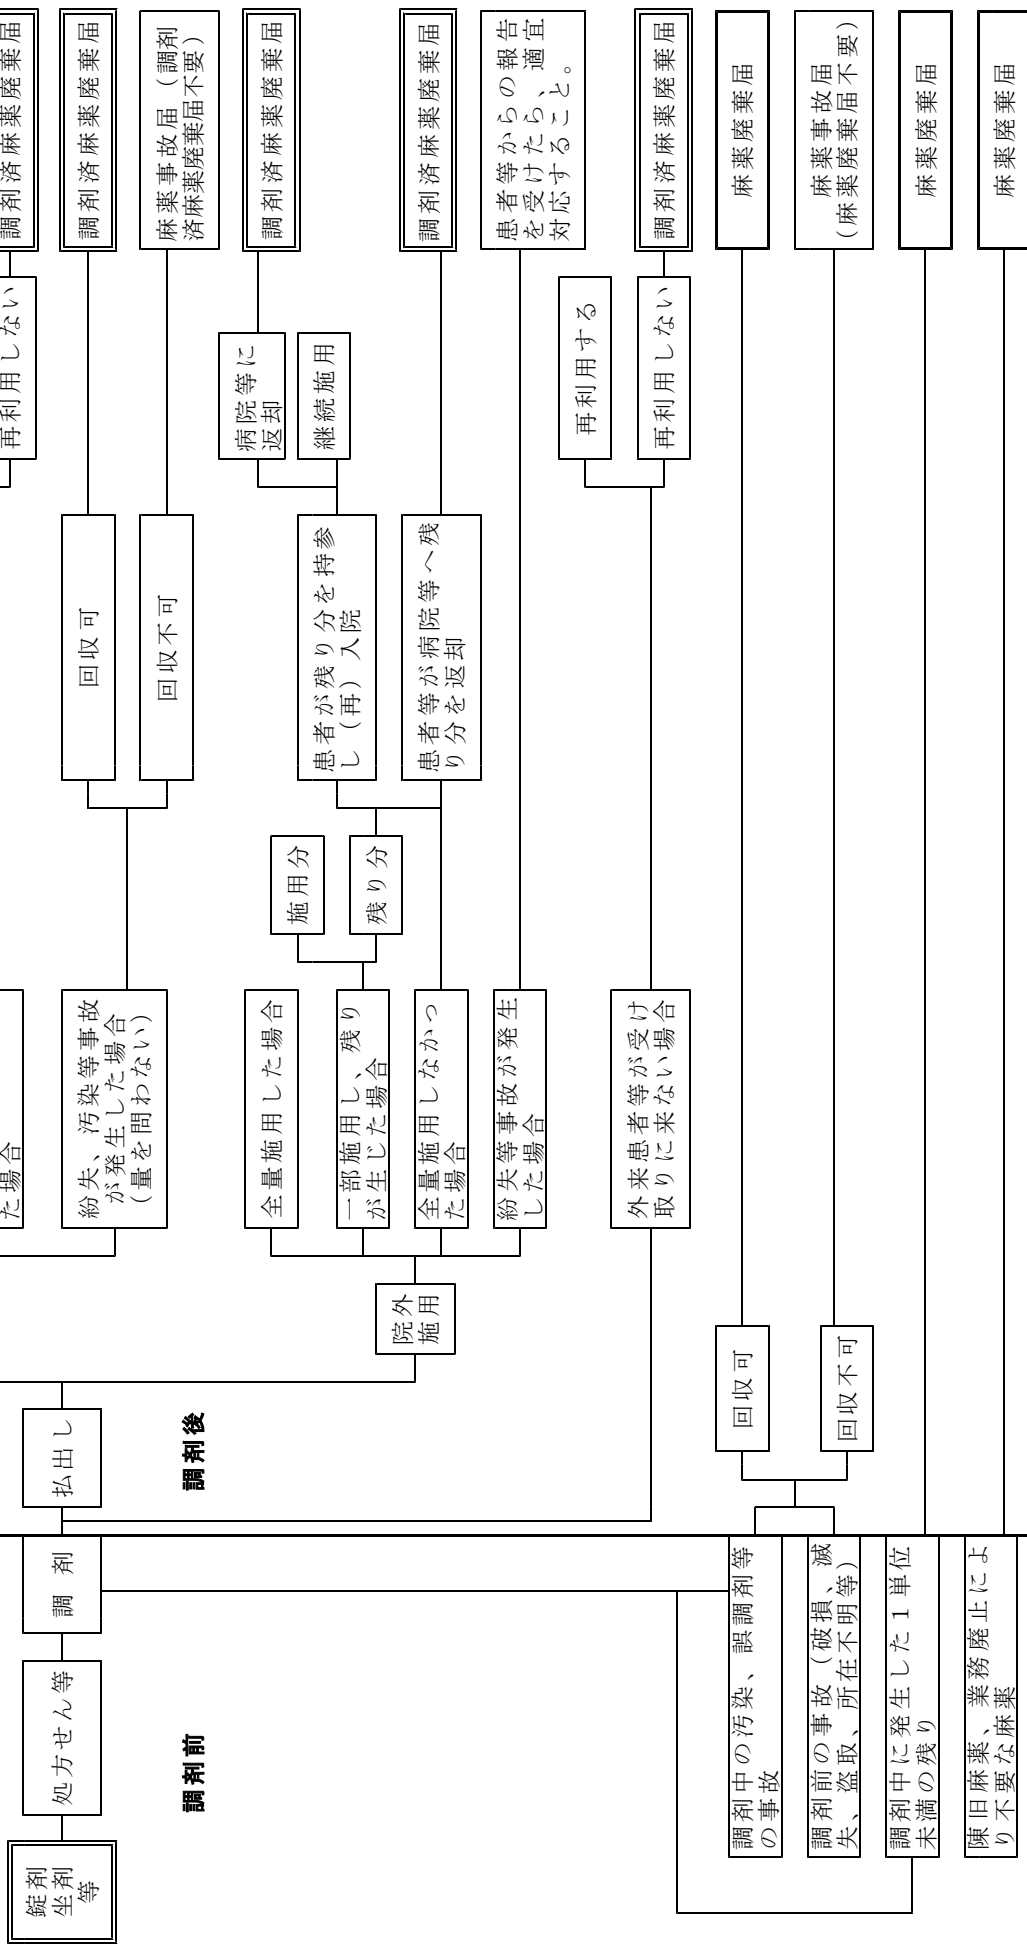 錠剤
坐剤
等
処方せん等
調 剤
払出し
調剤前
調剤後
た場合
再利用しない
調剤済麻薬廃棄届
紛失、汚染等事故
が発生した場合
(量を問わない)
回収可
調剤済麻薬廃棄届
回収不可
麻薬事故届（調剤
済麻薬廃棄届不要）
院外
施用
全量施用した場合
一部施用し、残り
が生じた場合
施用分
残り分
患者が残り分を持参
し（再）入院
病院等に
返却
調剤済麻薬廃棄届
継続施用
全量施用しなかっ
た場合
患者等が病院等へ残
り分を返却
調剤済麻薬廃棄届
紛失等事故が発生
した場合
患者等からの報告
を受けたら、適宜
対応すること。
外来患者等が受け
取りに来ない場合
再利用する
再利用しない
調剤済麻薬廃棄届
調剤中の汚染、誤調剤等
の事故
調剤前の事故（破損、滅
失、盗取、所在不明等）
回収可
麻薬廃棄届
回収不可
麻薬事故届
(麻薬廃棄届不要)
調剤中に発生した1単位
未満の残り
麻薬廃棄届
陳旧麻薬、業務廃止によ
り不要な麻薬
麻薬廃棄届